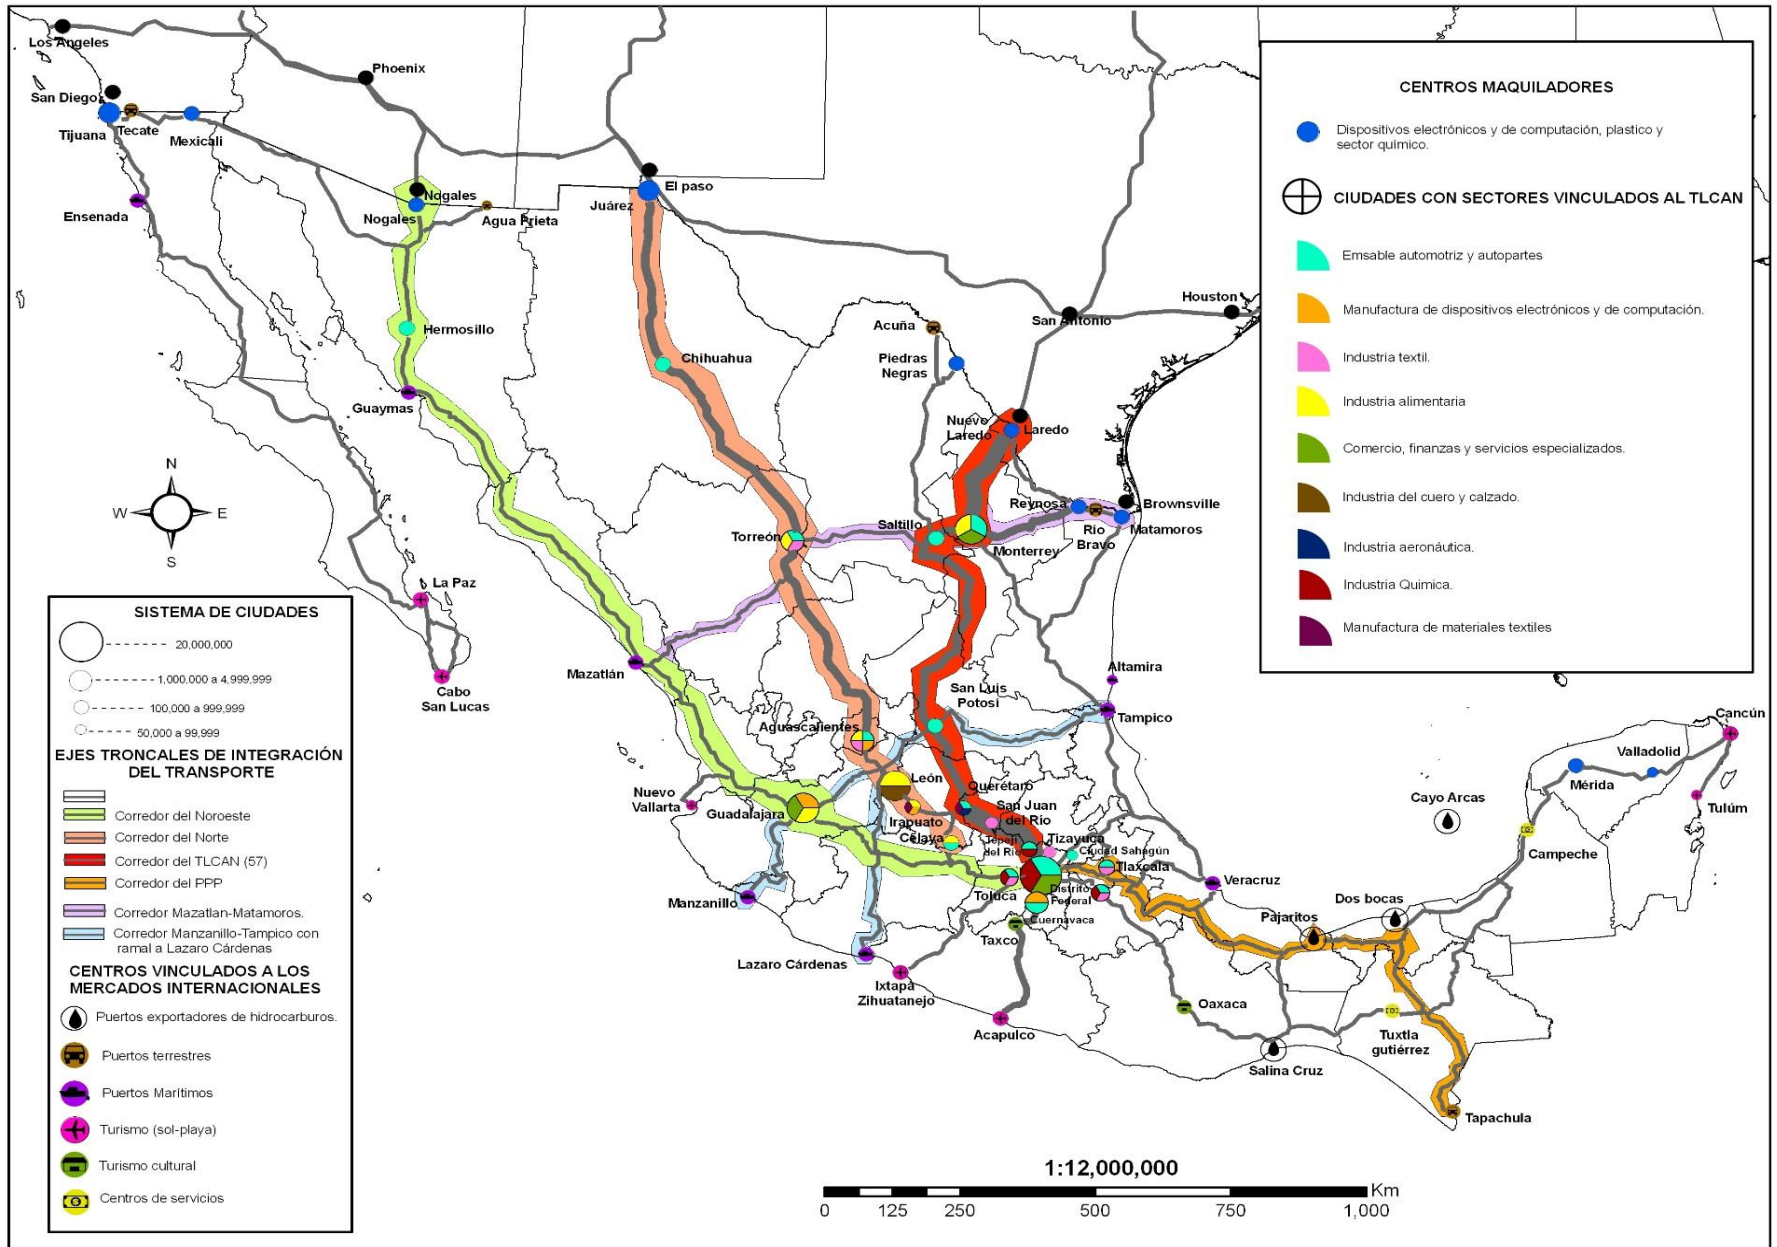 Los Angeles
Phoenix
San Diego
Tijuana
Tecate
Mexicali
Ensenada
Nogales
Nogales
Agua Prieta
El paso
Juárez
Hermosillo
Guaymas
Chihuahua
Acuña
Piedras
Negras
San Antonio
Houston
Nuevo
Laredo
Laredo
Reynosa
Río
Bravo
Brownsville
Matamoros
Saltillo
Monterrey
Torreón
N
W
E
S
La Paz
Cabo
San Lucas
Mazatlán
Altamira
Tampico
San Luis
Potosí
Aguascalientes
León
Nuevo
Vallarta
Guadalajara
Irapuato
Celaya
Querétaro
San Juan
del Río
Tepeji
del Río
Tizayuca
Ciudad Sahagún
Tlaxcala
Toluca
Distrito
Federal
Cuernavaca
Taxco
Manzanillo
Lazaro Cárdenas
Ixtapa
Zihuatanejo
Acapulco
Veracruz
Oaxaca
Salina Cruz
Pajaritos
Dos bocas
Tuxtla
gutiérrez
Tapachula
Cayo Arcas
Campeche
Mérida
Valladolid
Cancún
Tulúm
CENTROS MAQUILADORES
Dispositivos electrónicos y de computación, plastico y
sector químico.
CIUDADES CON SECTORES VINCULADOS AL TLCAN
Emsable automotriz y autopartes
Manufactura de dispositivos electrónicos y de computación.
Industria textil.
Industria alimentaria
Comercio, finanzas y servicios especializados.
Industria del cuero y calzado.
Industria aeronáutica.
Industria Quimica.
Manufactura de materiales textiles
SISTEMA DE CIUDADES
20,000,000
1,000,000 a 4,999,999
100,000 a 999,999
50,000 a 99,999
EJES TRONCALES DE INTEGRACIÓN
DEL TRANSPORTE
Corredor del Noroeste
Corredor del Norte
Corredor del TLCAN (57)
Corredor del PPP
Corredor Mazatlan-Matamoros.
Corredor Manzanillo-Tampico con
ramal a Lazaro Cárdenas
CENTROS VINCULADOS A LOS
MERCADOS INTERNACIONALES
Puertos exportadores de hidrocarburos.
Puertos terrestres
Puertos Marítimos
Turismo (sol-playa)
Turismo cultural
Centros de servicios
1:12,000,000
Km
0 125 250 500 750 1,000